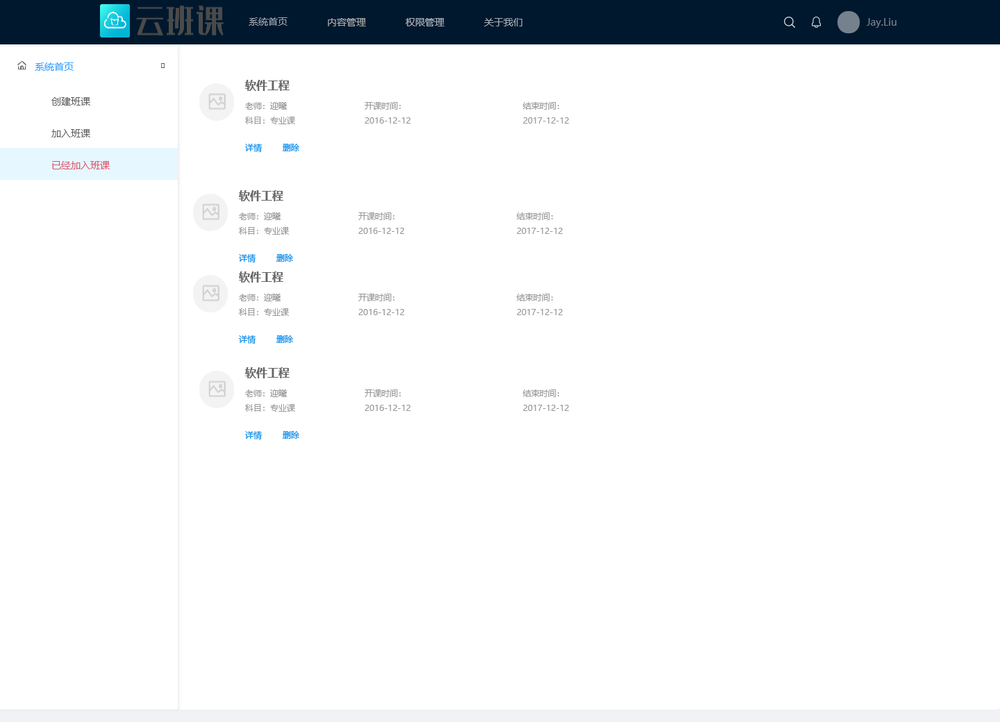 云班课 系统首页 内容管理 权限管理 关于我们 Jay.Liu
系统首页
创建班课
加入班课
已经加入班课
软件工程
老师：迎曦 开课时间： 结束时间：
科目：专业课 2016-12-12 2017-12-12
详情 删除
软件工程
老师：迎曦 开课时间： 结束时间：
科目：专业课 2016-12-12 2017-12-12
详情 删除
软件工程
老师：迎曦 开课时间： 结束时间：
科目：专业课 2016-12-12 2017-12-12
详情 删除
软件工程
老师：迎曦 开课时间： 结束时间：
科目：专业课 2016-12-12 2017-12-12
详情 删除